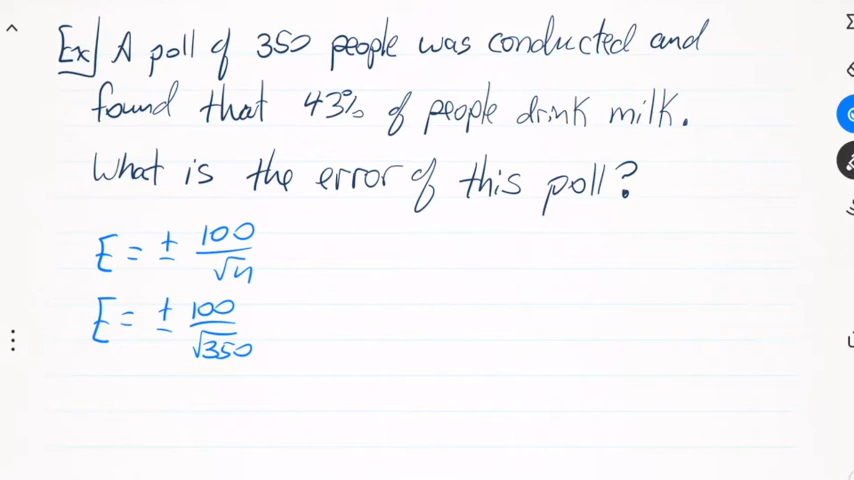 Ex A poll of 350 people was conducted and
found that 43% of people drink milk.
What is the error of this poll?
E = ± 100/√n
E = ± 100/√350